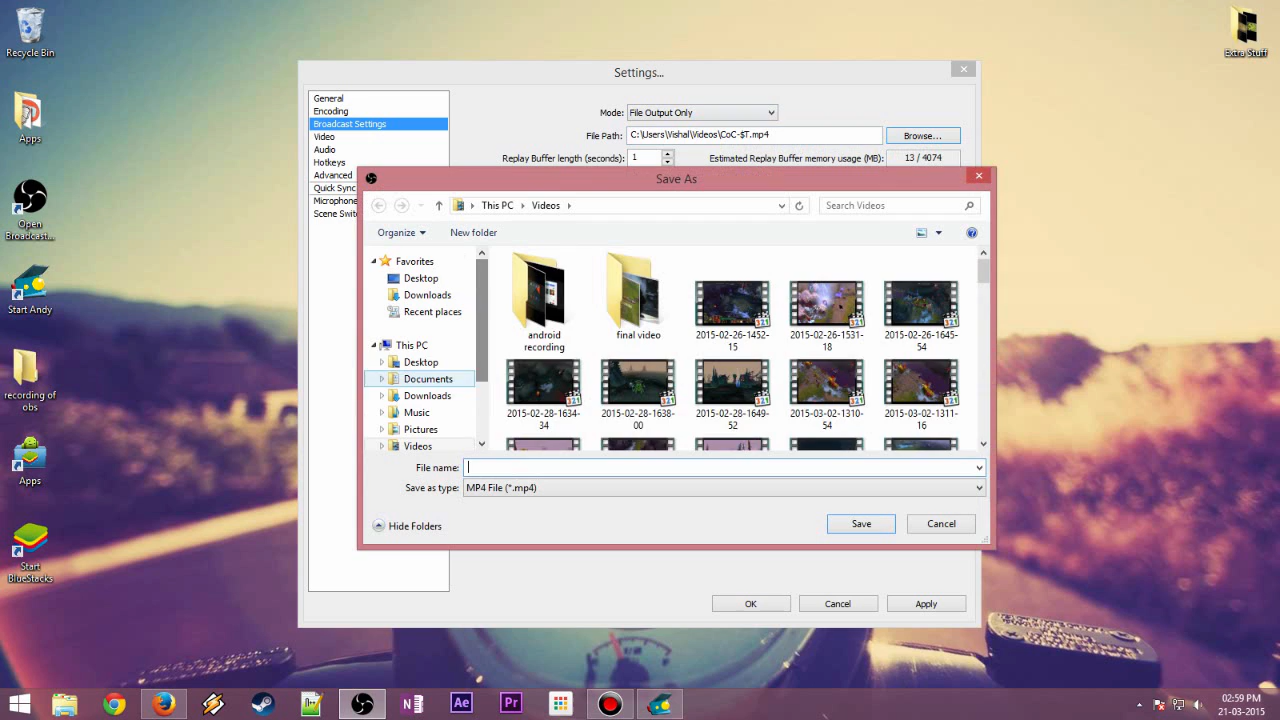 Recycle Bin
Extra Stuff
Apps
Open
Broadcast...
Start Andy
recording of
obs
Apps
Start
BlueStacks
Settings...
General
Encoding
Broadcast Settings
Video
Audio
Hotkeys
Advanced
Quick Sync
Microphone
Scene Swit
Mode:
File Output Only
File Path:
C:\Users\Vishal\Videos\CoC-$T.mp4
Browse...
Replay Buffer length (seconds):
1
Estimated Replay Buffer memory usage (MB):
13 / 4074
Save As
This PC
Videos
Search Videos
Organize
New folder
Favorites
Desktop
Downloads
Recent places
This PC
Desktop
Documents
Downloads
Music
Pictures
Videos
android
recording
final video
2015-02-26-1452-
15
2015-02-26-1531-
18
2015-02-26-1645-
54
2015-02-28-1634-
34
2015-02-28-1638-
00
2015-02-28-1649-
52
2015-03-02-1310-
54
2015-03-02-1311-
16
File name:
Save as type:
MP4 File (*.mp4)
Hide Folders
Save
Cancel
OK
Cancel
Apply
Ae
Pr
02:59 PM
21-03-2015